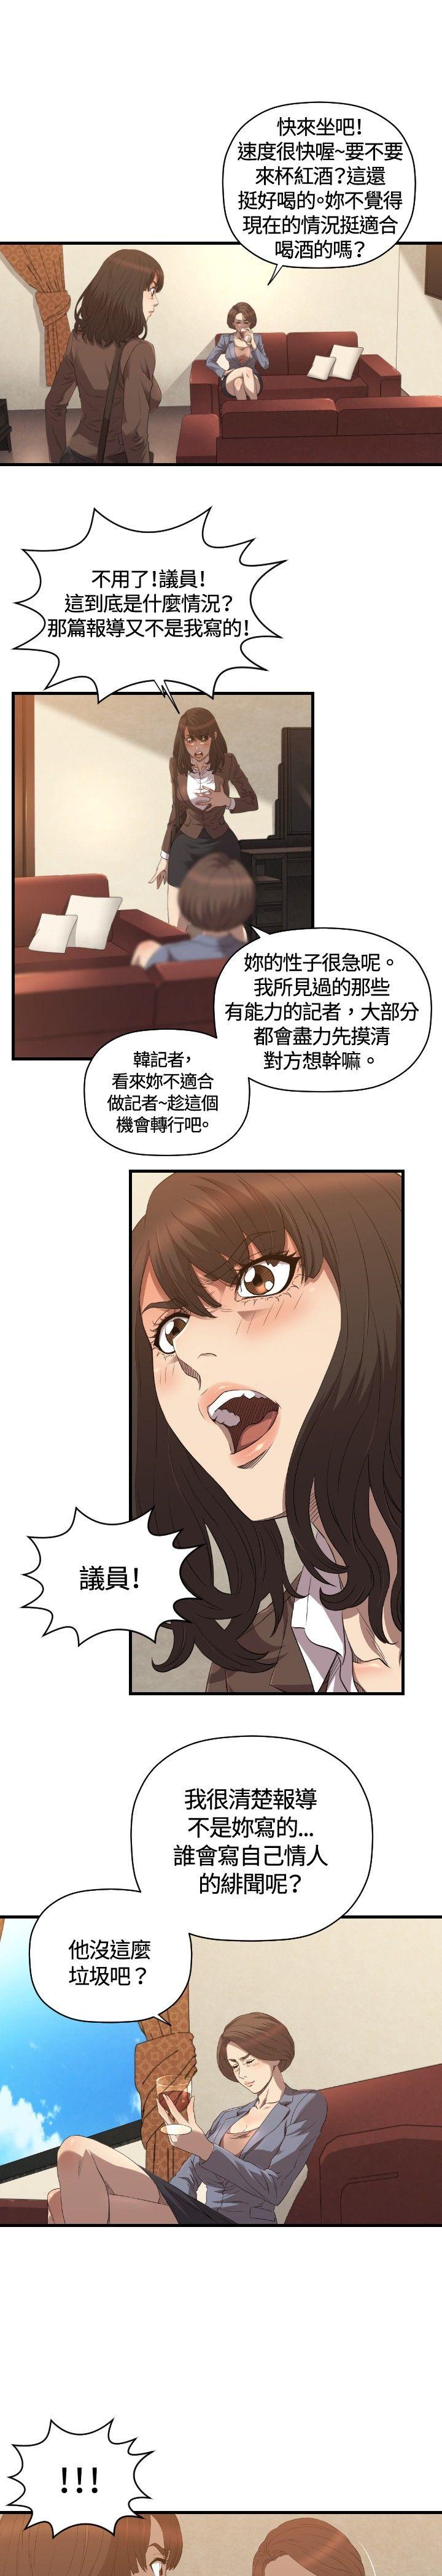 快來坐吧!
速度很快喔~要不要
來杯紅酒?這還
挺好喝的。妳不覺得
現在的情況挺適合
喝酒的嗎?
不用了!議員!
這到底是什麼情況?
那篇報導又不是我寫的!
妳的性子很急呢。
我所見過的那些
有能力的記者，大部分
都會盡力先摸清
對方想幹嘛。
韓記者，
看來妳不適合
做記者~趁這個
機會轉行吧。
議員!
我很清楚報導
不是妳寫的...
誰會寫自己情人
的緋聞呢?
他沒這麼
垃圾吧?
!!!